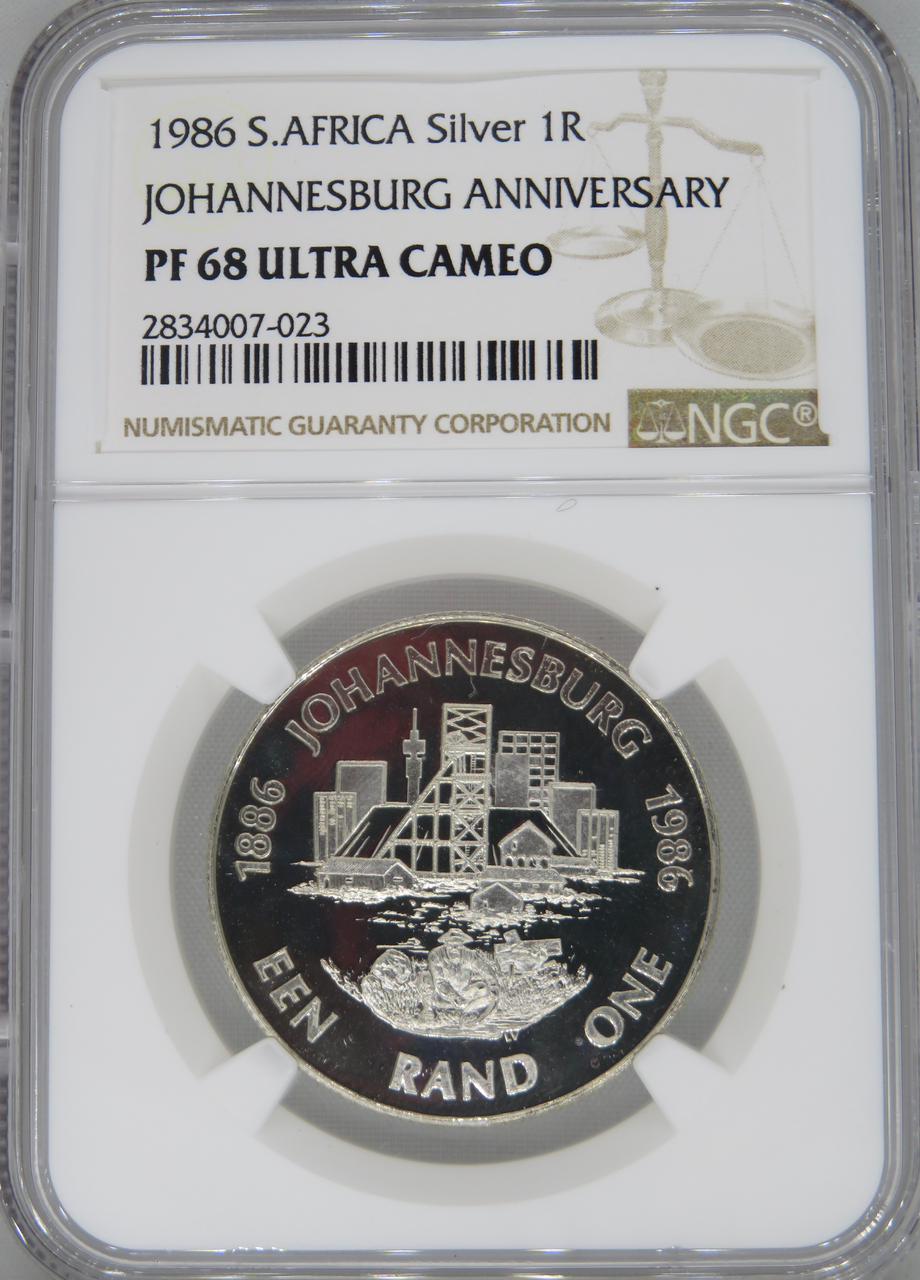 1986 S.AFRICA Silver 1R
JOHANNESBURG ANNIVERSARY
PF 68 ULTRA CAMEO
2834007-023
NUMISMATIC GUARANTY CORPORATION
NGC®
JOHANNESBURG
1886
1986
EEN
RAND
ONE